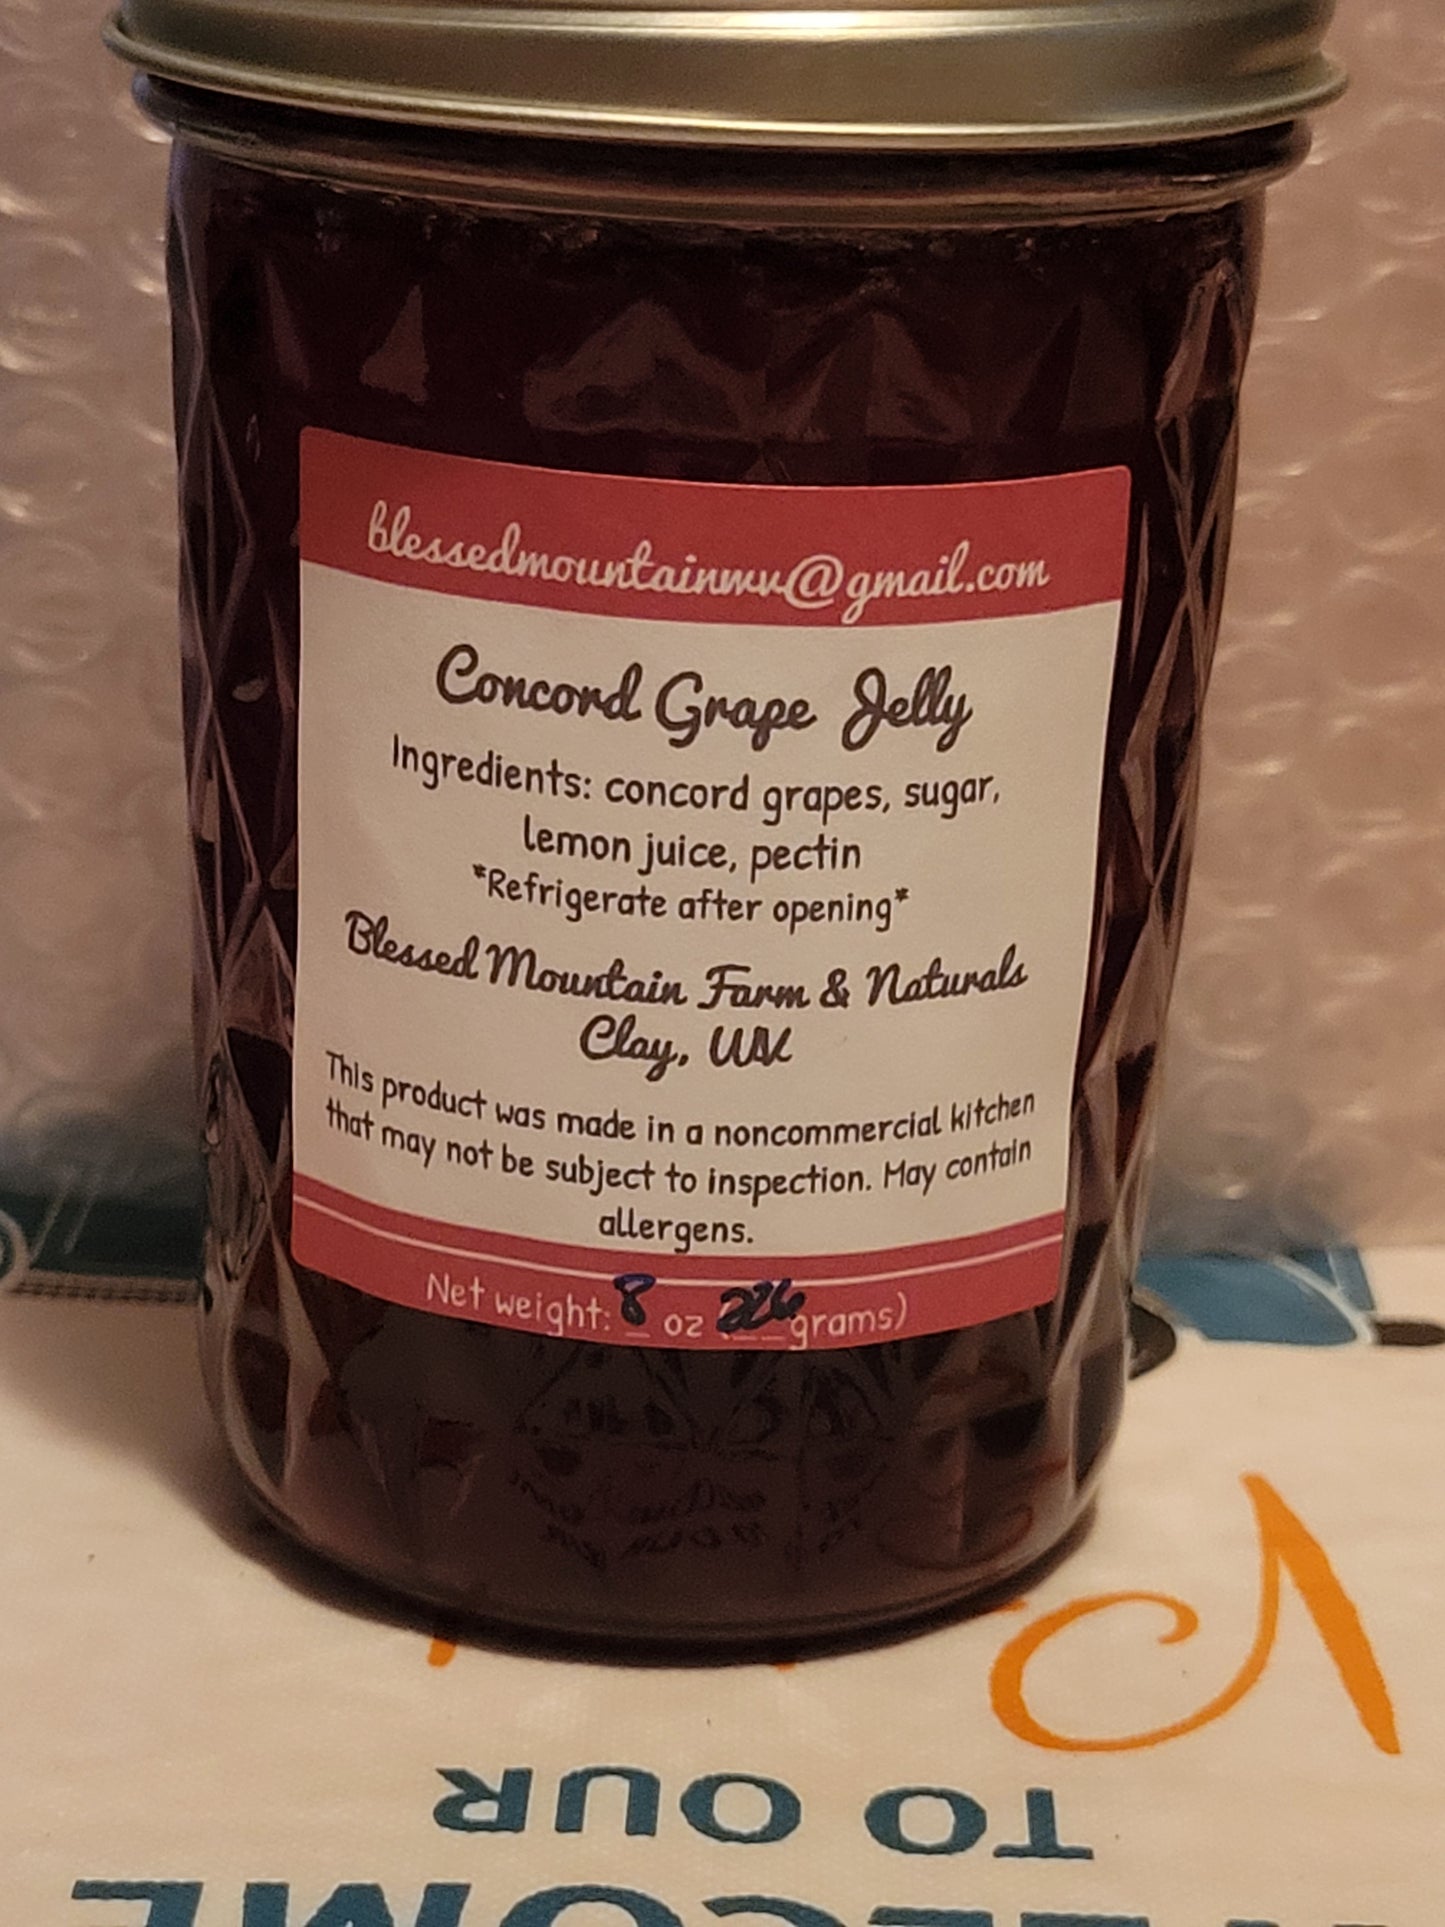 blessedmountainwv@gmail.com
Concord Grape Jelly
Ingredients: concord grapes, sugar,
lemon juice, pectin
*Refrigerate after opening*
Blessed Mountain Farm & Naturals
Clay, WV
This product was made in a noncommercial kitchen
that may not be subject to inspection. May contain
allergens.
Net weight: 8 oz (226 grams)
TO OUR